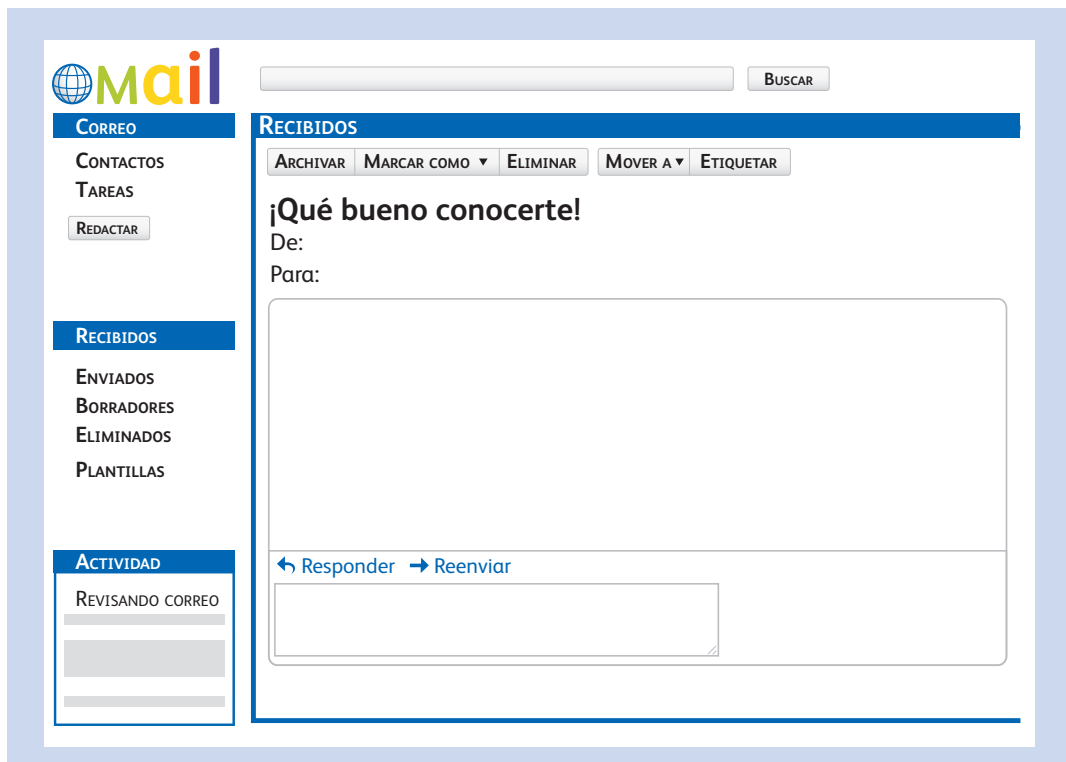 Mail
Buscar
Correo
Contactos
Tareas
Redactar
Recibidos
Enviados
Borradores
Eliminados
Plantillas
Actividad
Revisando correo
Recibidos
Archivar Marcar como ▼ Eliminar Mover a ▼ Etiquetar
¡Qué bueno conocerte!
De:
Para:
Responder Reenviar